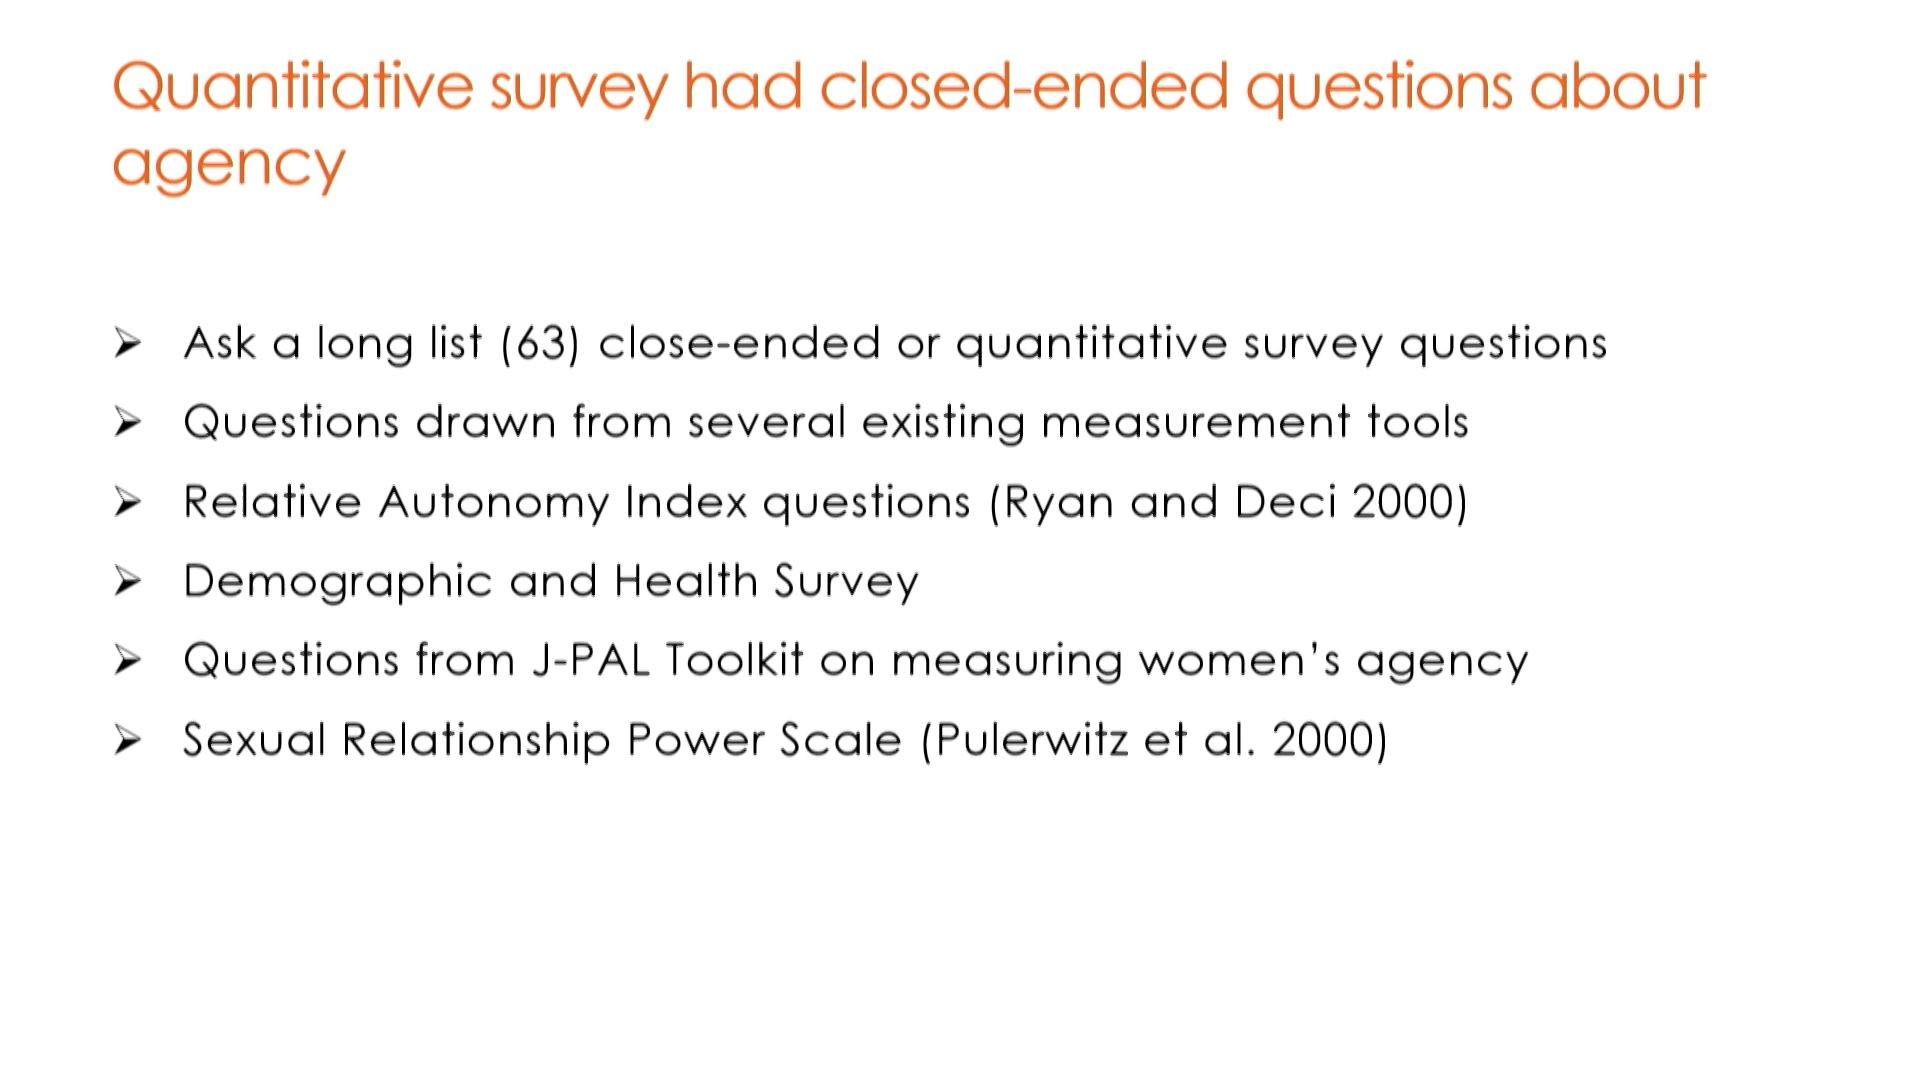 Quantitative survey had closed-ended questions about
agency
➢ Ask a long list (63) close-ended or quantitative survey questions
➢ Questions drawn from several existing measurement tools
➢ Relative Autonomy Index questions (Ryan and Deci 2000)
➢ Demographic and Health Survey
➢ Questions from J-PAL Toolkit on measuring women’s agency
➢ Sexual Relationship Power Scale (Pulerwitz et al. 2000)